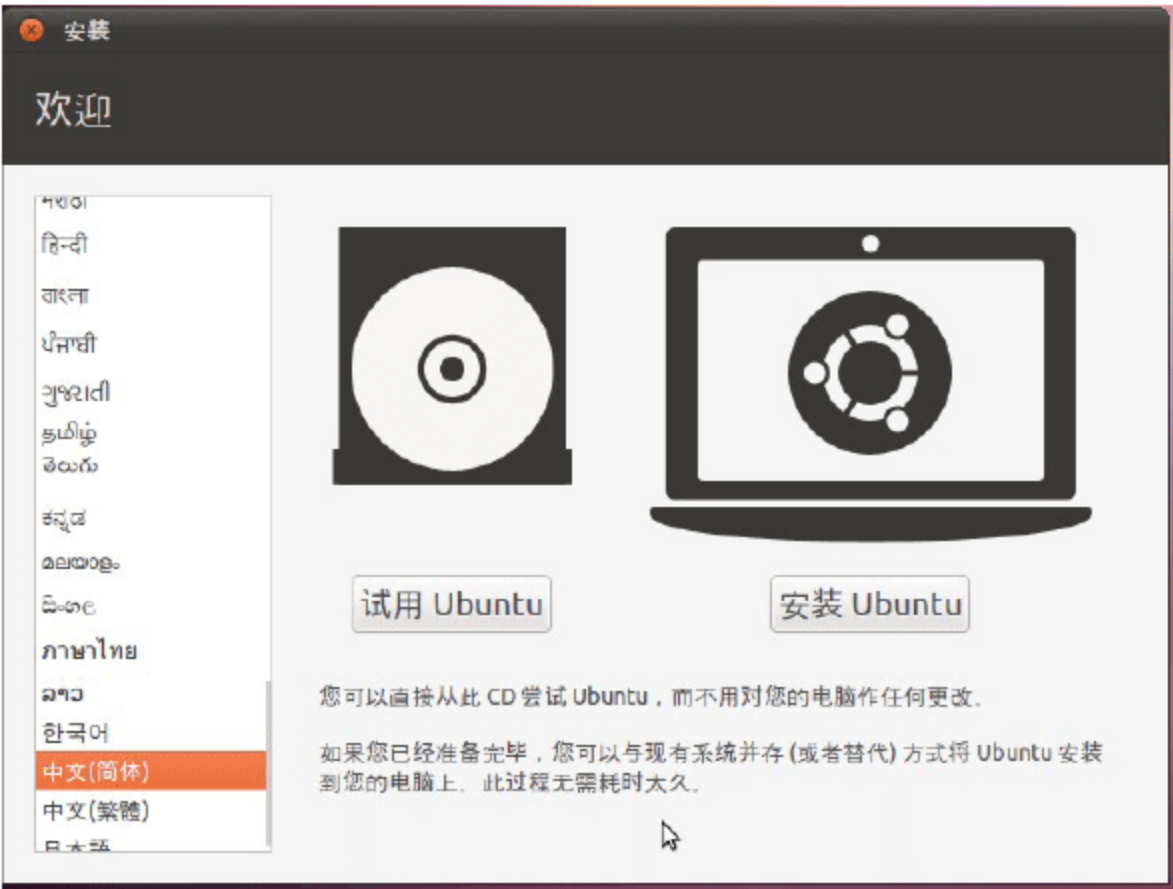 安装
欢迎
मराठी
हिन्दी
বাংলা
ਪੰਜਾਬੀ
ગુજરાતી
தமிழ்
తెలుగు
ಕನ್ನಡ
മലയാളം
සිංහල
ภาษาไทย
ລາວ
한국어
中文(简体)
中文(繁體)
日本語
试用 Ubuntu
安装 Ubuntu
您可以直接从此 CD 尝试 Ubuntu，而不用对您的电脑作任何更改。
如果您已经准备完毕，您可以与现有系统并存 (或者替代) 方式将 Ubuntu 安装
到您的电脑上。此过程无需耗时太久。